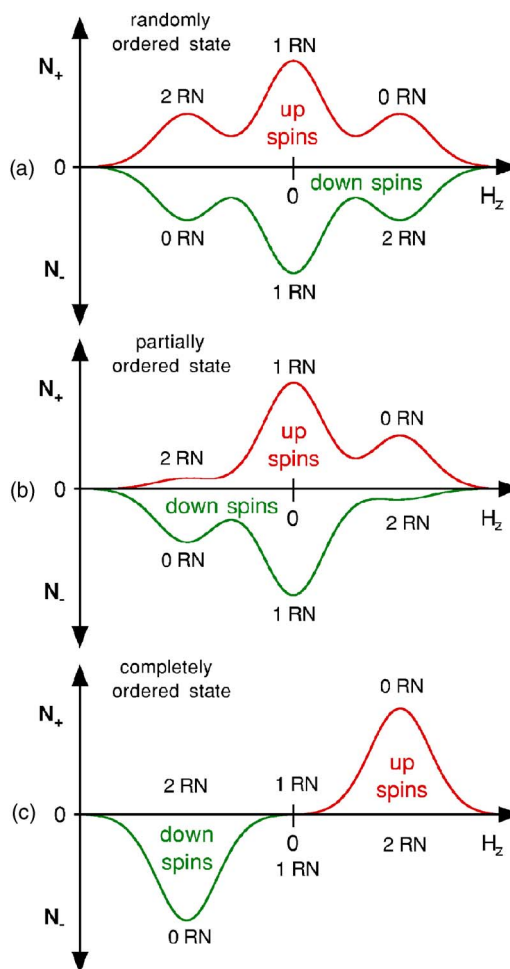 randomly
ordered state
N+
1 RN
2 RN
0 RN
up
spins
(a)
0
down spins
0
Hz
0 RN
2 RN
1 RN
N-
partially
ordered state
N+
1 RN
0 RN
2 RN
up
spins
(b)
0
down spins
0
2 RN
Hz
0 RN
1 RN
N-
completely
ordered state
N+
0 RN
2 RN
1 RN
up
spins
(c)
0
down
spins
0
1 RN
2 RN
Hz
0 RN
N-